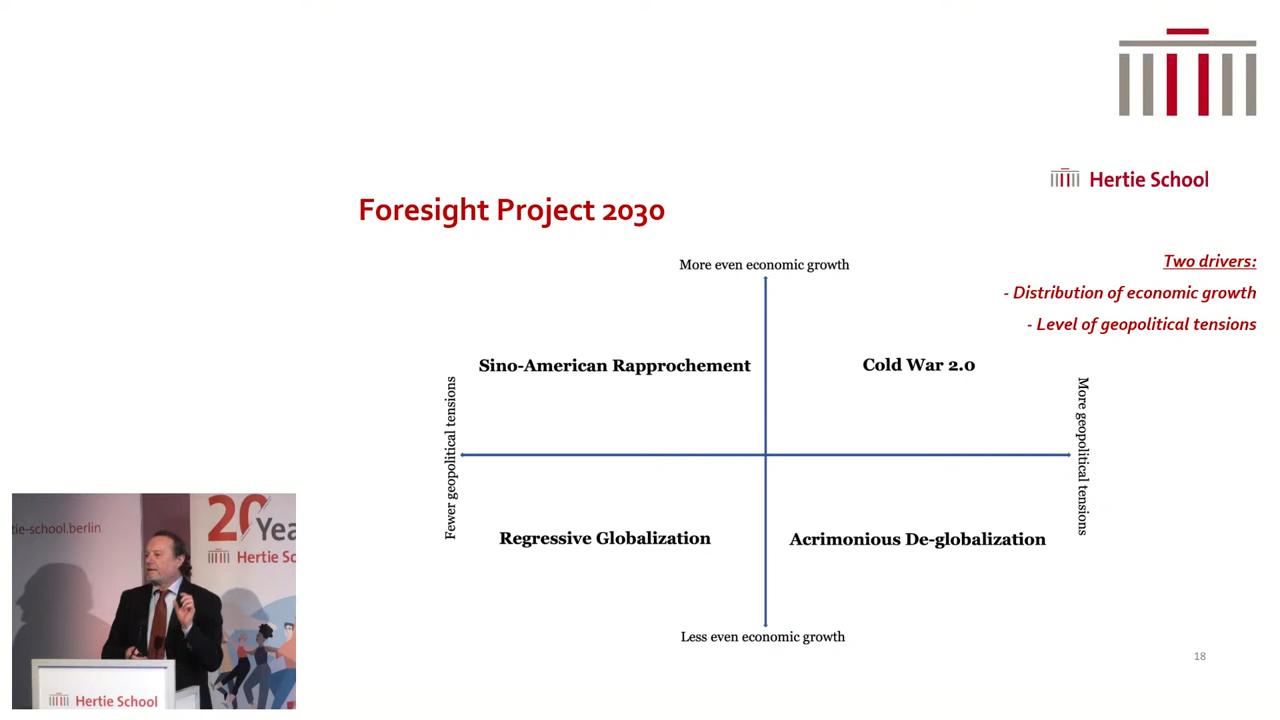 Hertie School
Foresight Project 2030
Two drivers:
- Distribution of economic growth
- Level of geopolitical tensions
More even economic growth
Sino-American Rapprochement
Cold War 2.0
Fewer geopolitical tensions
More geopolitical tensions
Regressive Globalization
Acrimonious De-globalization
Less even economic growth
18
tie-school.berlin
20 Yea
Hertie Sc
Hertie School